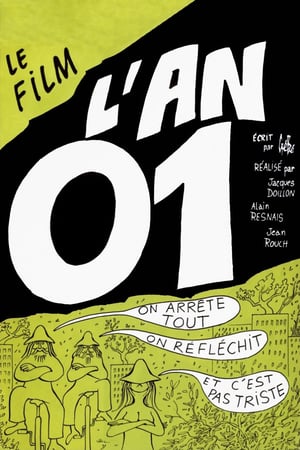 LE
FILM
L'AN
01
ÉCRIT
par Gébé
RÉALISÉ par
Jacques
DOILLON
Alain
RESNAIS
Jean
ROUCH
ON ARRÊTE
TOUT
ON RÉFLÉCHIT
ET C'EST
PAS TRISTE